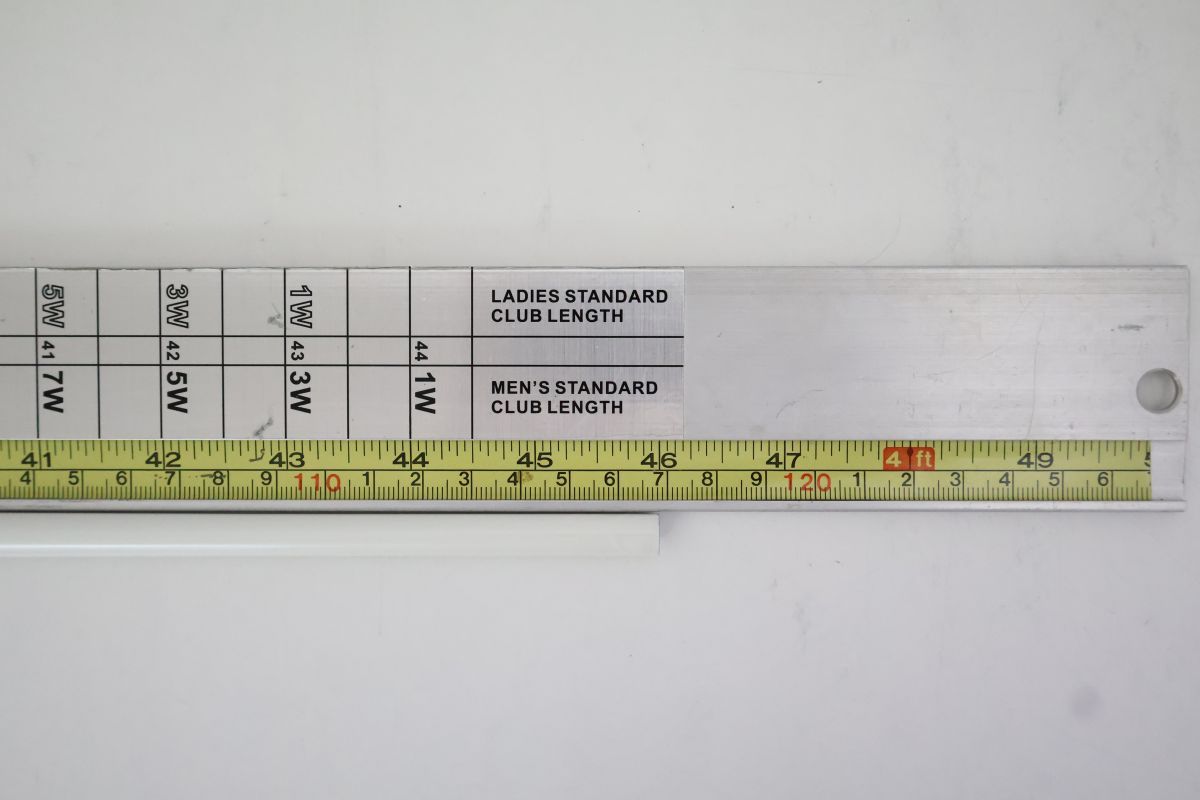 5W 3W 1W LADIES STANDARD
CLUB LENGTH
41 42 43 44
7W 5W 3W 1W MEN'S STANDARD
CLUB LENGTH
41 42 43 44 45 46 47 4 ft 49
4 5 6 7 8 9 110 1 2 3 4 5 6 7 8 9 120 1 2 3 4 5 6